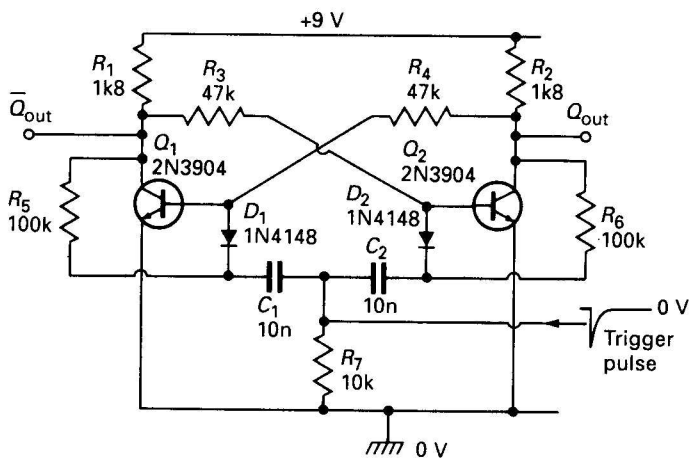 +9 V
R1
1k8
R3
47k
R4
47k
R2
1k8
Q̅out
Qout
Q1
2N3904
Q2
2N3904
R5
100k
D1
1N4148
D2
1N4148
R6
100k
C1
10n
C2
10n
0 V
Trigger
pulse
R7
10k
0 V